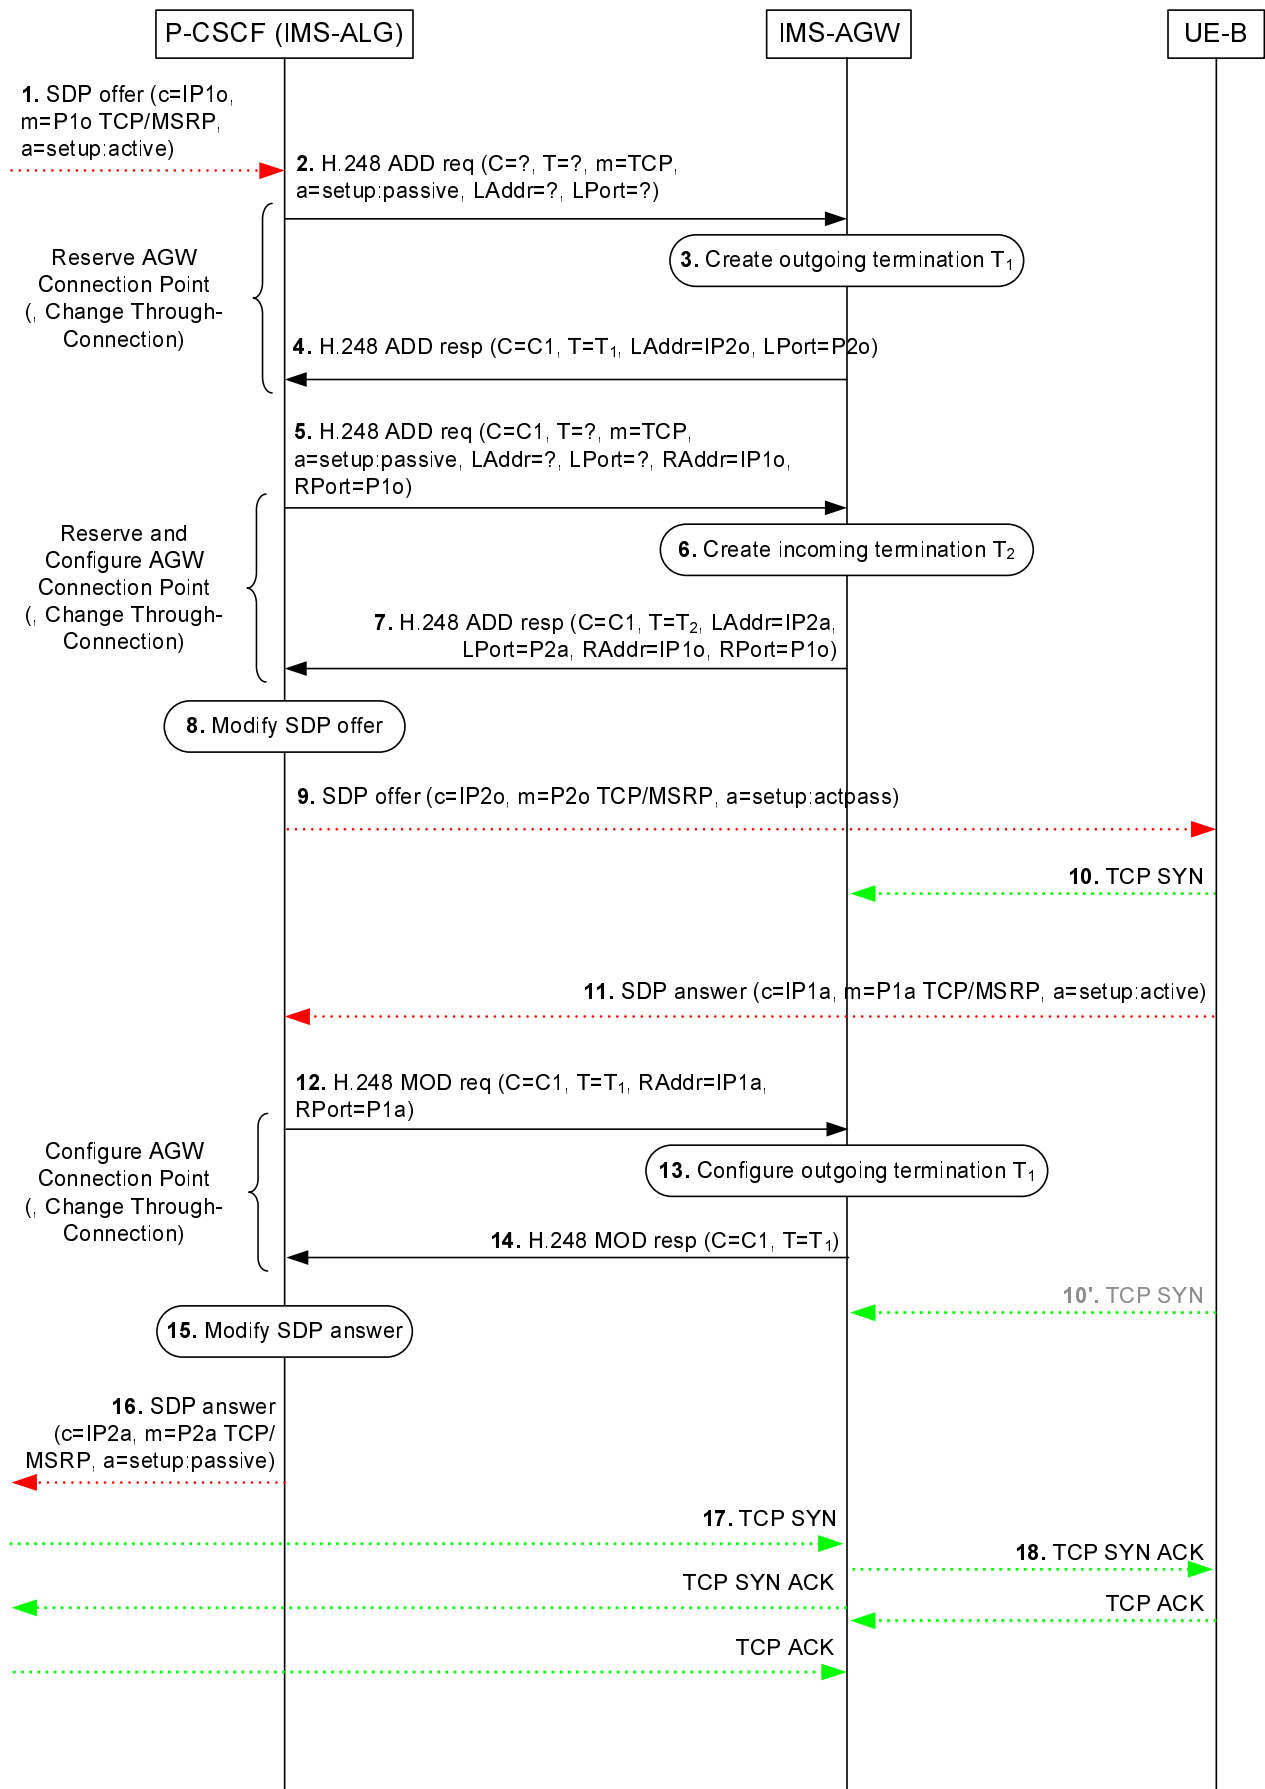 P-CSCF (IMS-ALG)
IMS-AGW
UE-B
1. SDP offer (c=IP1o,
m=P1o TCP/MSRP,
a=setup:active)
2. H.248 ADD req (C=?, T=?, m=TCP,
a=setup:passive, LAddr=?, LPort=?)
Reserve AGW
Connection Point
(, Change Through-
Connection)
3. Create outgoing termination T1
4. H.248 ADD resp (C=C1, T=T1, LAddr=IP2o, LPort=P2o)
5. H.248 ADD req (C=C1, T=?, m=TCP,
a=setup:passive, LAddr=?, LPort=?, RAddr=IP1o,
RPort=P1o)
Reserve and
Configure AGW
Connection Point
(, Change Through-
Connection)
6. Create incoming termination T2
7. H.248 ADD resp (C=C1, T=T2, LAddr=IP2a,
LPort=P2a, RAddr=IP1o, RPort=P1o)
8. Modify SDP offer
9. SDP offer (c=IP2o, m=P2o TCP/MSRP, a=setup:actpass)
10. TCP SYN
11. SDP answer (c=IP1a, m=P1a TCP/MSRP, a=setup:active)
12. H.248 MOD req (C=C1, T=T1, RAddr=IP1a,
RPort=P1a)
Configure AGW
Connection Point
(, Change Through-
Connection)
13. Configure outgoing termination T1
14. H.248 MOD resp (C=C1, T=T1)
10'. TCP SYN
15. Modify SDP answer
16. SDP answer
(c=IP2a, m=P2a TCP/
MSRP, a=setup:passive)
17. TCP SYN
18. TCP SYN ACK
TCP SYN ACK
TCP ACK
TCP ACK